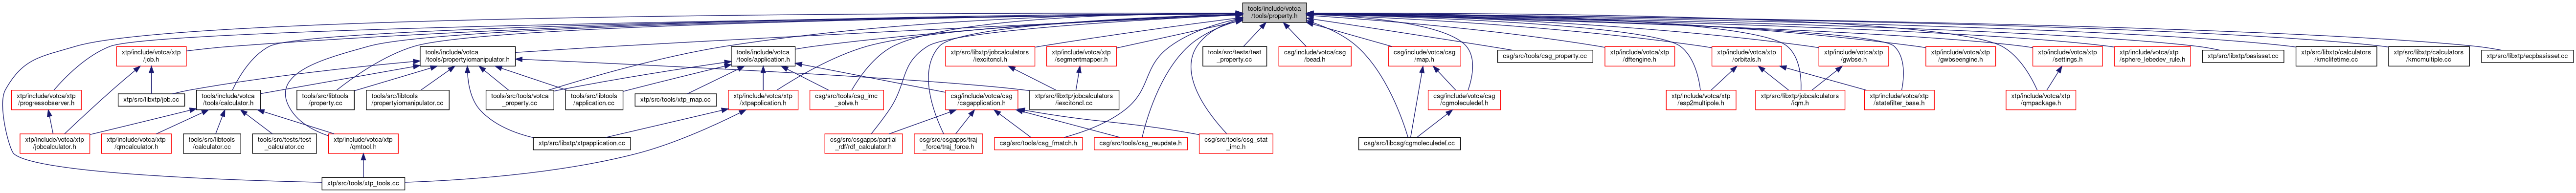 tools/include/votca
/tools/property.h
xtp/include/votca/xtp
/job.h
tools/include/votca
/tools/propertyiomanipulator.h
tools/include/votca
/tools/application.h
xtp/src/libxtp/jobcalculators
/iexcitoncl.h
xtp/include/votca/xtp
/segmentmapper.h
tools/src/tests/test
_property.cc
csg/include/votca/csg
/bead.h
csg/include/votca/csg
/map.h
csg/src/tools/csg_property.cc
xtp/include/votca/xtp
/dftengine.h
xtp/include/votca/xtp
/orbitals.h
xtp/include/votca/xtp
/gwbse.h
xtp/include/votca/xtp
/gwbseengine.h
xtp/include/votca/xtp
/settings.h
xtp/include/votca/xtp
/sphere_lebedev_rule.h
xtp/src/libxtp/basisset.cc
xtp/src/libxtp/calculators
/kmclifetime.cc
xtp/src/libxtp/calculators
/kmcmultiple.cc
xtp/src/libxtp/ecpbasisset.cc
xtp/include/votca/xtp
/progressobserver.h
xtp/src/libxtp/job.cc
tools/include/votca
/tools/calculator.h
tools/src/libtools
/property.cc
tools/src/libtools
/propertyiomanipulator.cc
tools/src/tools/votca
_property.cc
tools/src/libtools
/application.cc
xtp/src/tools/xtp_map.cc
xtp/include/votca/xtp
/xtpapplication.h
csg/src/tools/csg_imc
_solve.h
csg/include/votca/csg
/csgapplication.h
xtp/src/libxtp/jobcalculators
/iexcitoncl.cc
csg/include/votca/csg
/cgmoleculedef.h
xtp/include/votca/xtp
/esp2multipole.h
xtp/src/libxtp/jobcalculators
/iqm.h
xtp/include/votca/xtp
/statefilter_base.h
xtp/include/votca/xtp
/qmpackage.h
xtp/include/votca/xtp
/jobcalculator.h
xtp/include/votca/xtp
/qmcalculator.h
tools/src/libtools
/calculator.cc
tools/src/tests/test
_calculator.cc
xtp/include/votca/xtp
/qmtool.h
xtp/src/libxtp/xtpapplication.cc
csg/src/csgapps/partial
_rdf/rdf_calculator.h
csg/src/csgapps/traj
_force/traj_force.h
csg/src/tools/csg_fmatch.h
csg/src/tools/csg_reupdate.h
csg/src/tools/csg_stat
_imc.h
csg/src/libcsg/cgmoleculedef.cc
xtp/src/tools/xtp_tools.cc